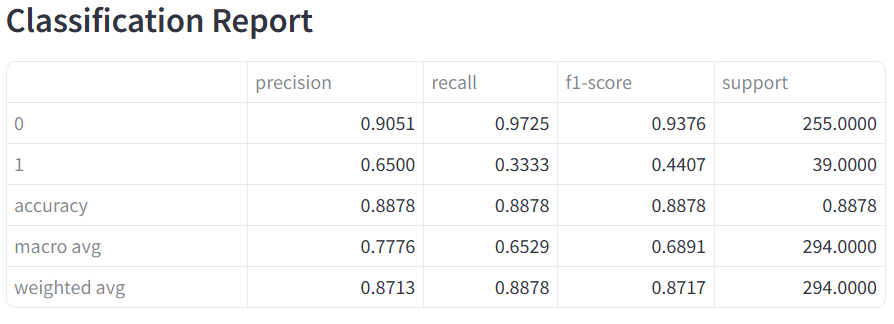 Classification Report
precision recall f1-score support
0 0.9051 0.9725 0.9376 255.0000
1 0.6500 0.3333 0.4407 39.0000
accuracy 0.8878 0.8878 0.8878 0.8878
macro avg 0.7776 0.6529 0.6891 294.0000
weighted avg 0.8713 0.8878 0.8717 294.0000